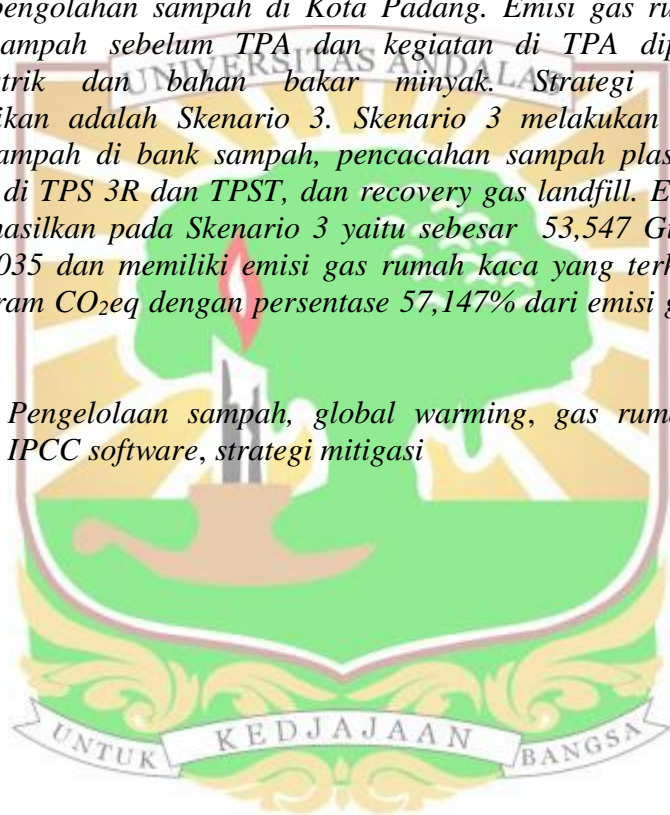 pengolahan sampah di Kota Padang. Emisi gas ru
ampah sebelum TPA dan kegiatan di TPA dip
UNIVERSITAS ANDALAS
trik dan bahan bakar minyak. Strategi
ikan adalah Skenario 3. Skenario 3 melakukan
ampah di bank sampah, pencacahan sampah plas
di TPS 3R dan TPST, dan recovery gas landfill. E
hasilkan pada Skenario 3 yaitu sebesar 53,547 Gi
035 dan memiliki emisi gas rumah kaca yang ter
ram CO₂eq dengan persentase 57,147% dari emisi g
Pengelolaan sampah, global warming, gas rum
IPCC software, strategi mitigasi
UNTUK KEDJAJAAN BANGSA